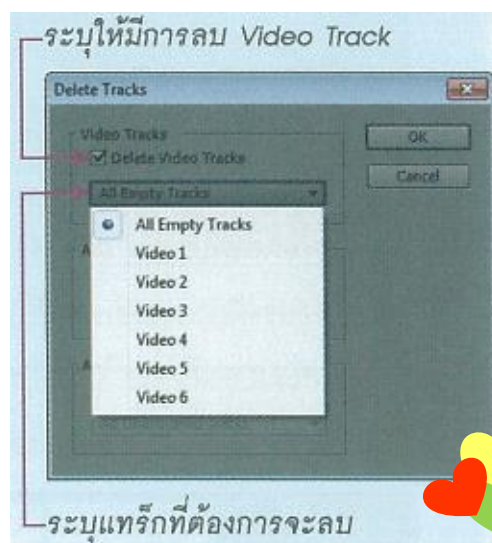 ระบุให้มีการลบ Video Track
Delete Tracks
Video Tracks
Delete Video Tracks
OK
Cancel
All Empty Tracks
All Empty Tracks
Video 1
Video 2
Video 3
Video 4
Video 5
Video 6
A
A
ระบุแทร็กที่ต้องการจะลบ